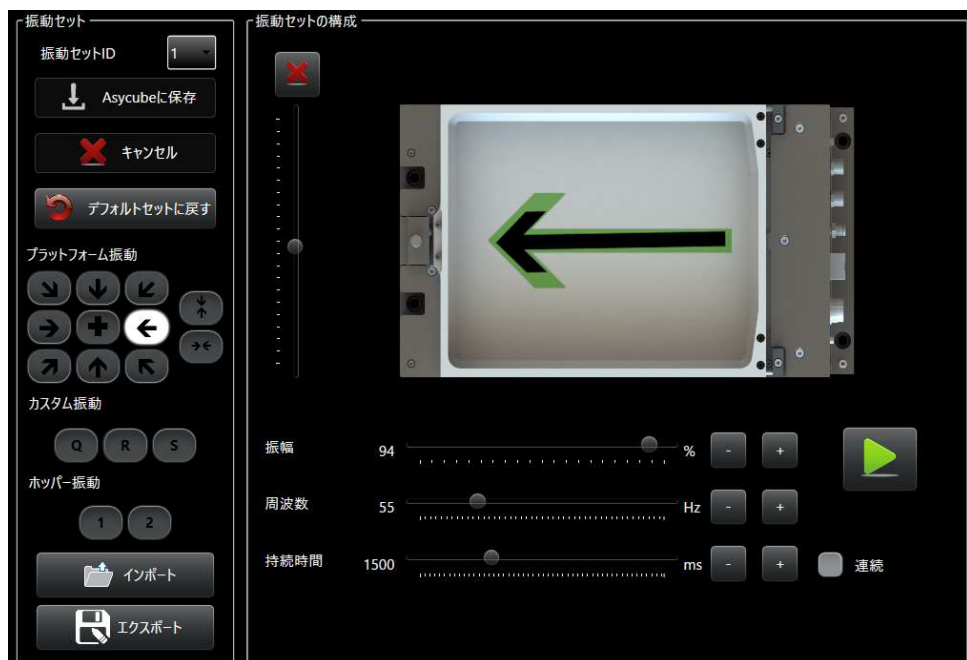 振動セット
振動セットID 1
Asycubeに保存
キャンセル
デフォルトセットに戻す
プラットフォーム振動
カスタム振動
Q R S
ホッパー振動
1 2
インポート
エクスポート
振動セットの構成
振幅 94 % - +
周波数 55 Hz - +
持続時間 1500 ms - + 連続